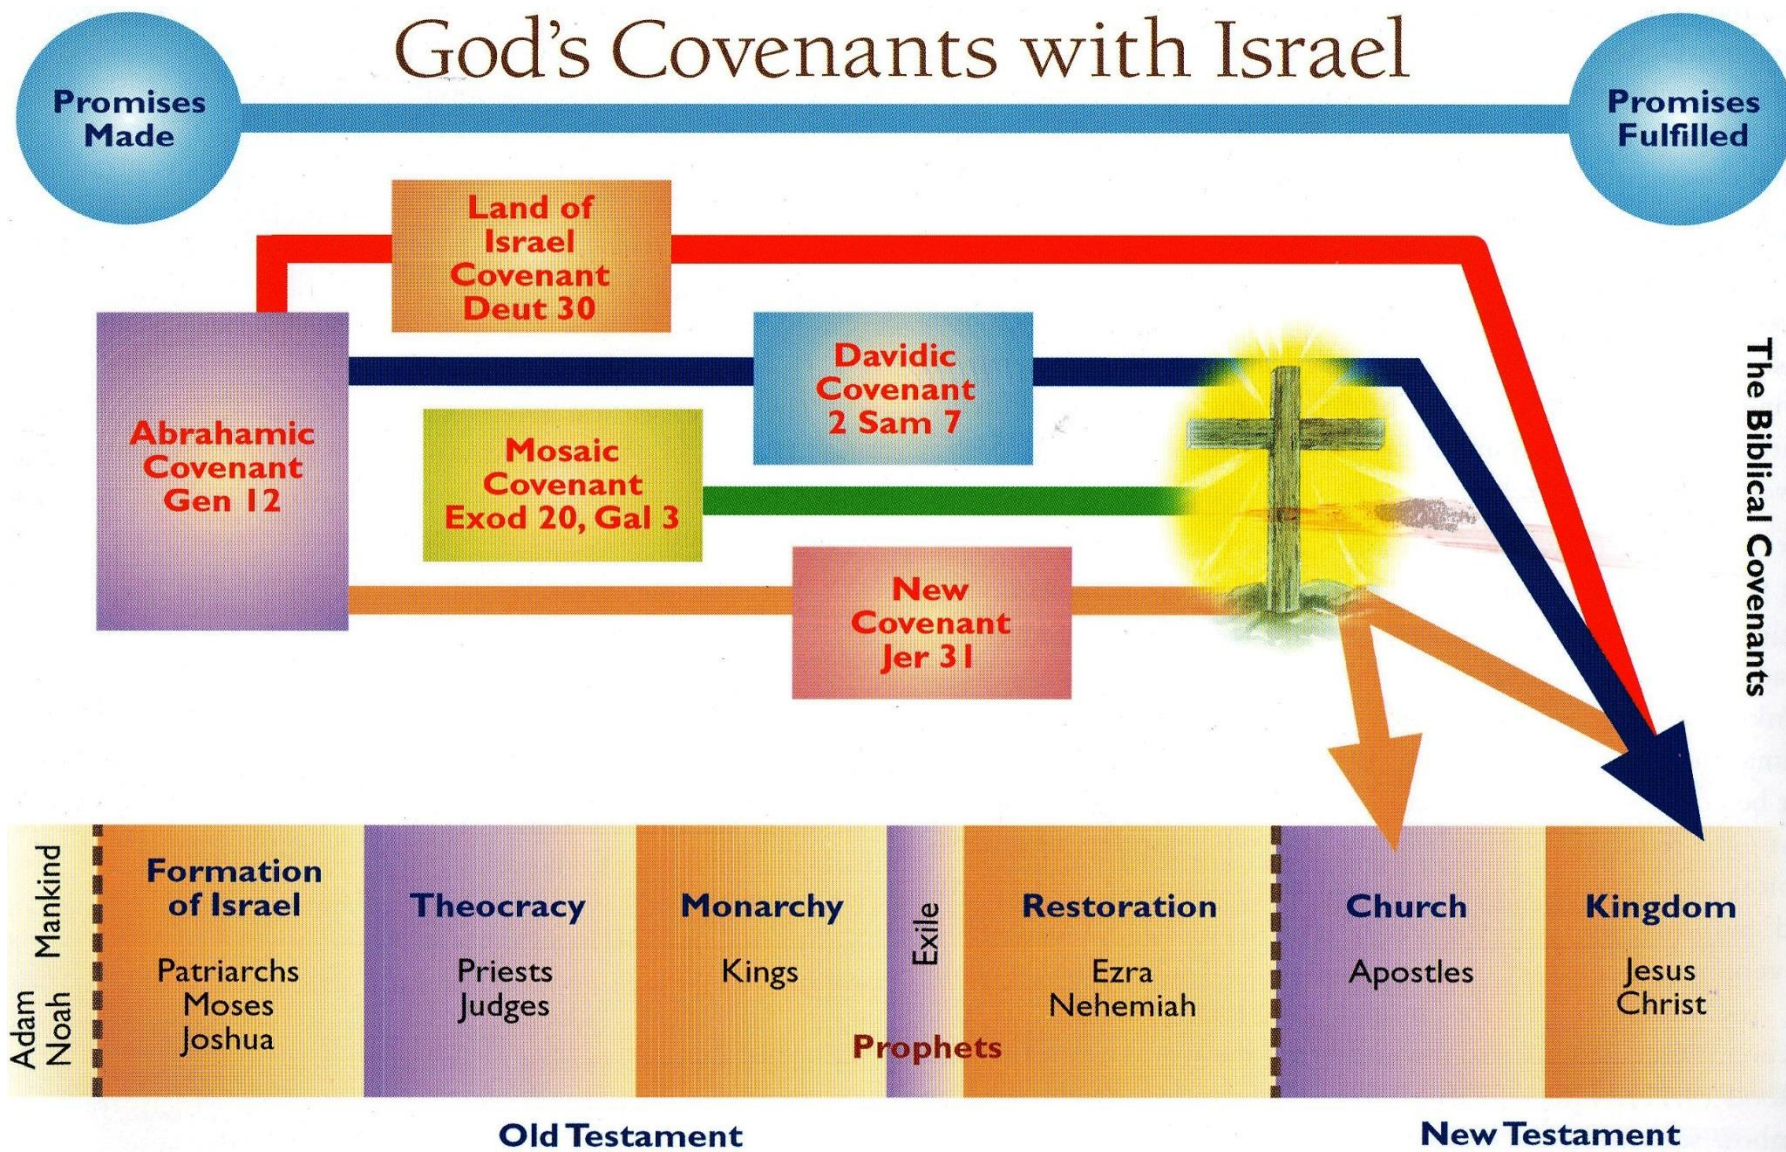 God's Covenants with Israel
Promises
Made
Promises
Fulfilled
Land of
Israel
Covenant
Deut 30
Abrahamic
Covenant
Gen 12
Davidic
Covenant
2 Sam 7
Mosaic
Covenant
Exod 20, Gal 3
New
Covenant
Jer 31
The Biblical Covenants
Mankind
Adam
Noah
Formation
of Israel
Patriarchs
Moses
Joshua
Theocracy
Priests
Judges
Monarchy
Kings
Exile
Prophets
Restoration
Ezra
Nehemiah
Church
Apostles
Kingdom
Jesus
Christ
Old Testament
New Testament